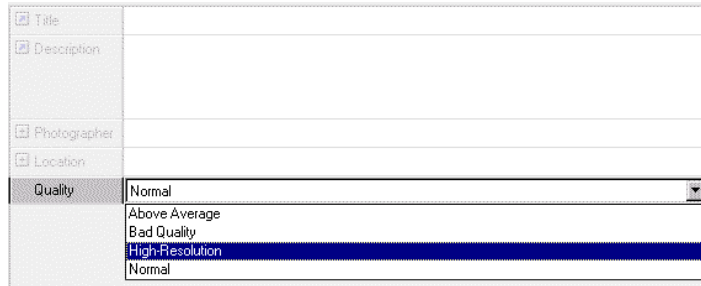 Title
Description
Photographer
Location
Quality Normal
Above Average
Bad Quality
High-Resolution
Normal